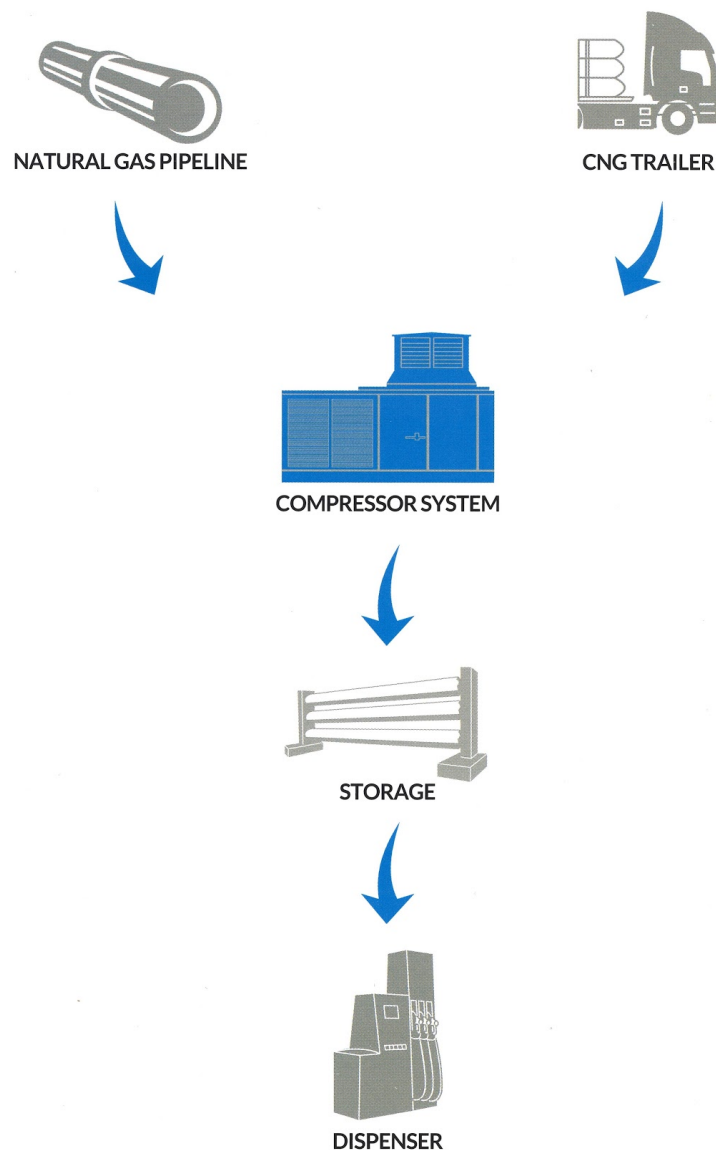 NATURAL GAS PIPELINE
CNG TRAILER
COMPRESSOR SYSTEM
STORAGE
DISPENSER